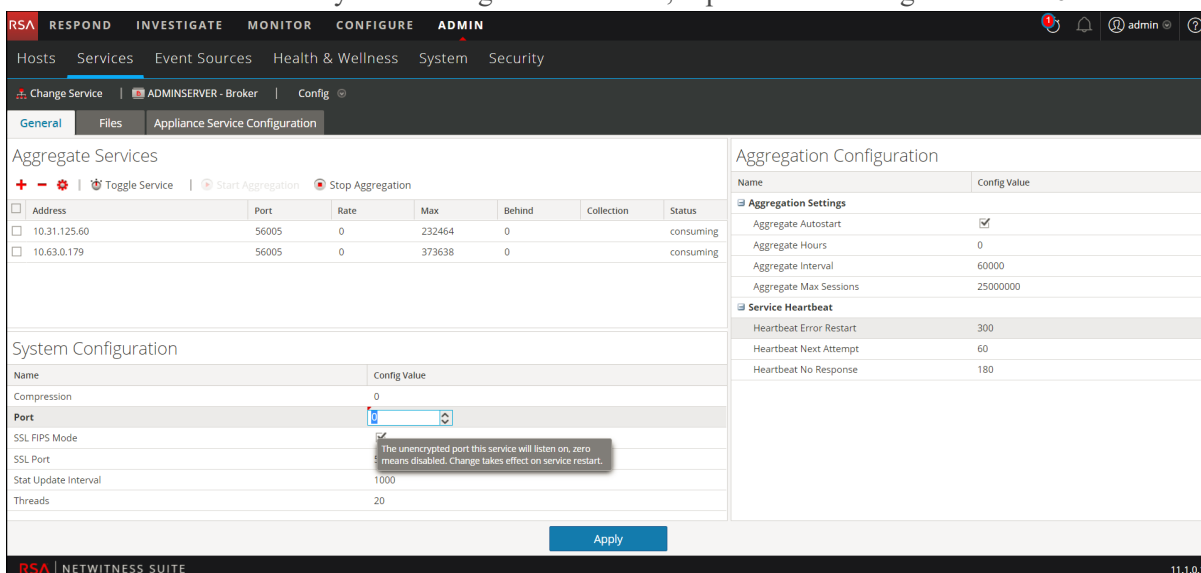 RSA RESPOND INVESTIGATE MONITOR CONFIGURE ADMIN 1 admin
Hosts Services Event Sources Health & Wellness System Security
Change Service | ADMINSERVER - Broker | Config
General Files Appliance Service Configuration
Aggregate Services
Toggle Service | Start Aggregation Stop Aggregation
Address Port Rate Max Behind Collection Status
10.31.125.60 56005 0 232464 0 consuming
10.63.0.179 56005 0 373638 0 consuming
System Configuration
Name Config Value
Compression 0
Port 0
SSL FIPS Mode
The unencrypted port this service will listen on, zero
means disabled. Change takes effect on service restart.
SSL Port
Stat Update Interval 1000
Threads 20
Aggregation Configuration
Name Config Value
Aggregation Settings
Aggregate Autostart
Aggregate Hours 0
Aggregate Interval 60000
Aggregate Max Sessions 25000000
Service Heartbeat
Heartbeat Error Restart 300
Heartbeat Next Attempt 60
Heartbeat No Response 180
Apply
RSA | NETWITNESS SUITE 11.1.0